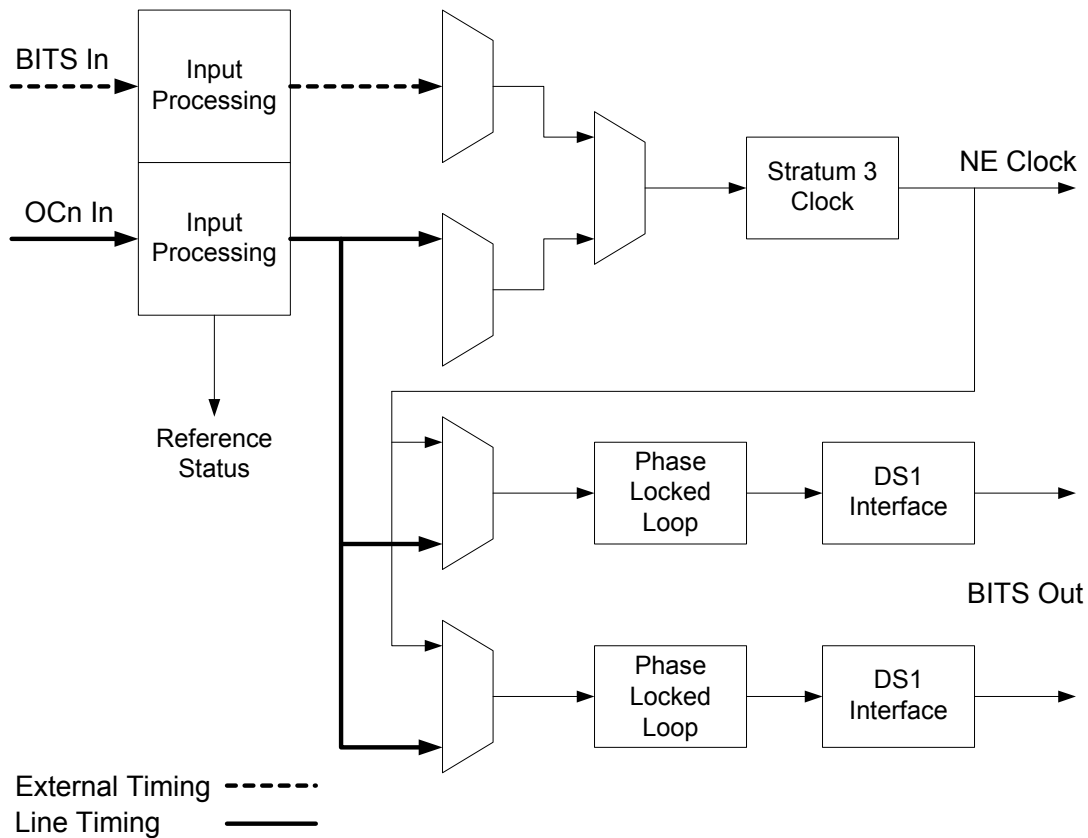 BITS In
Input
Processing
OCn In
Input
Processing
Reference
Status
Stratum 3
Clock
NE Clock
Phase
Locked
Loop
DS1
Interface
BITS Out
Phase
Locked
Loop
DS1
Interface
External Timing
Line Timing